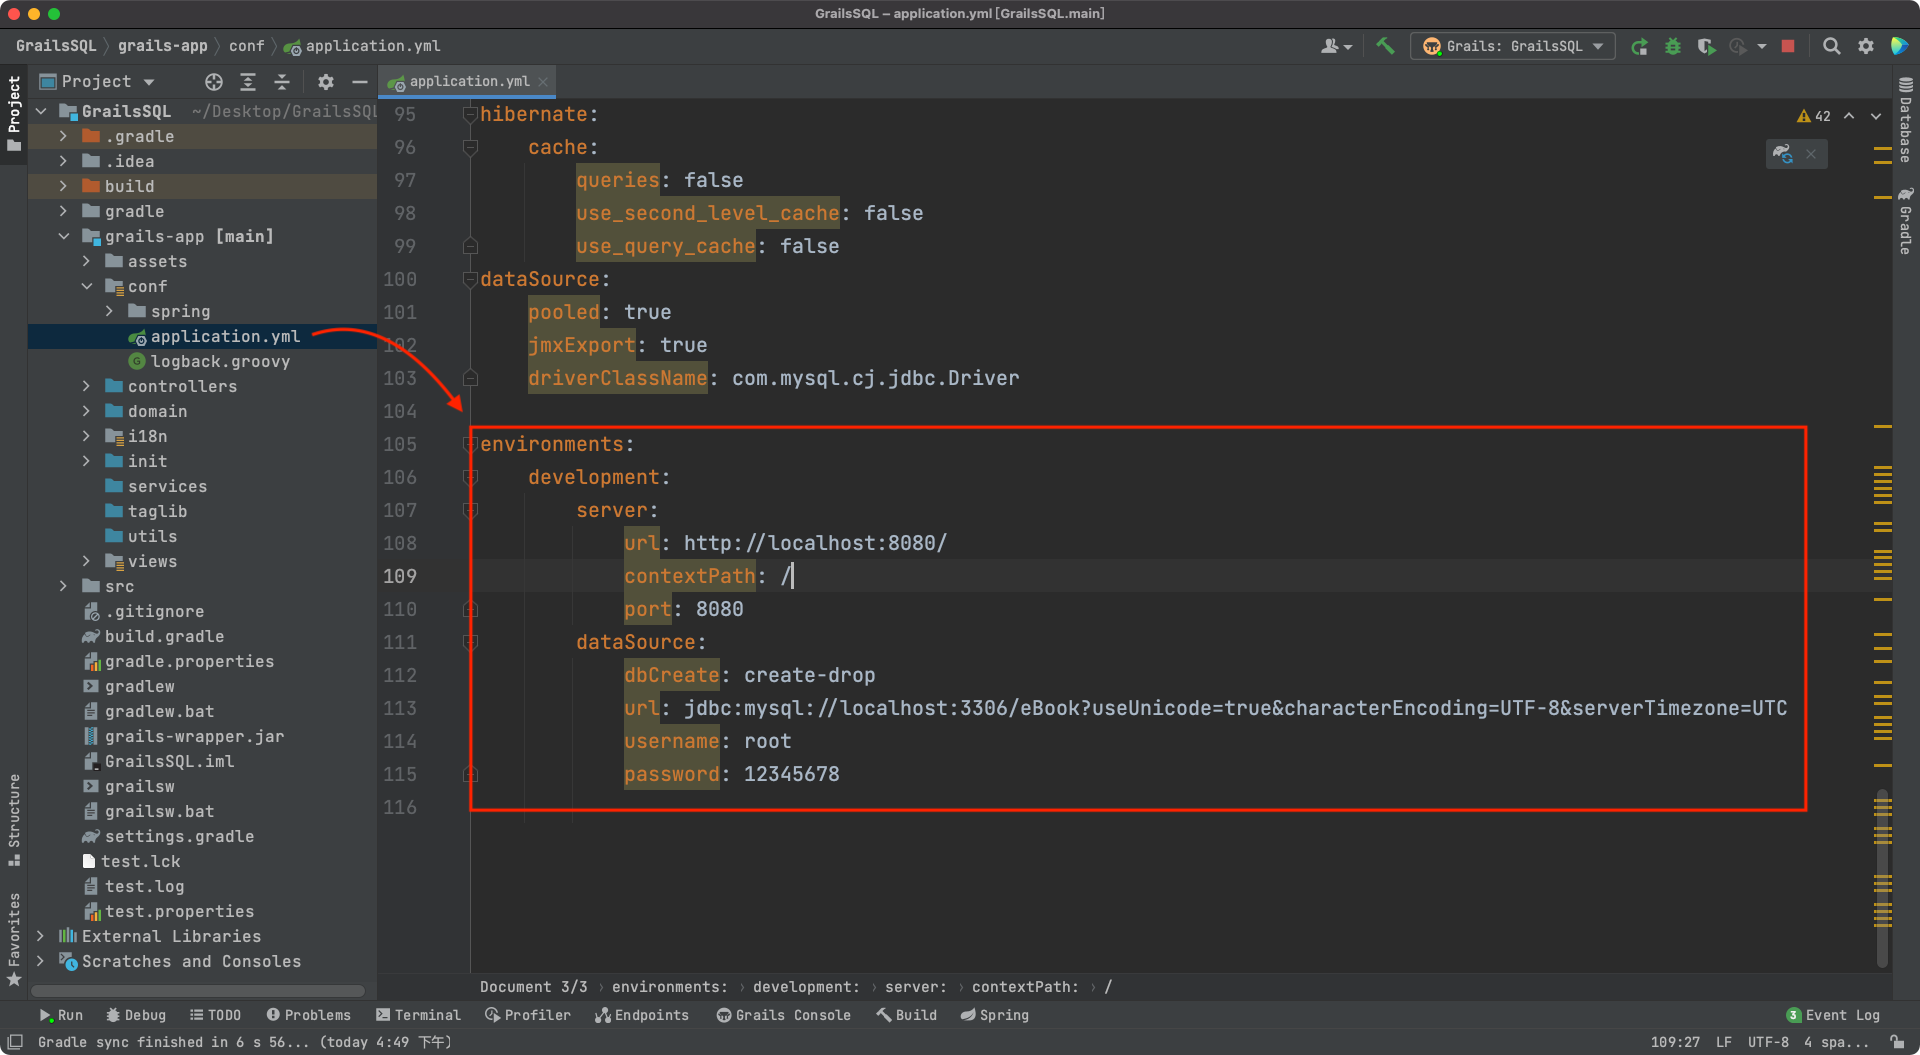 GrailsSQL – application.yml [GrailsSQL.main]
GrailsSQL grails-app conf application.yml
Grails: GrailsSQL
Project
Project
application.yml
GrailsSQL ~/Desktop/GrailsSQL
.gradle
.idea
build
gradle
grails-app [main]
assets
conf
spring
application.yml
logback.groovy
controllers
domain
i18n
init
services
taglib
utils
views
src
.gitignore
build.gradle
gradle.properties
gradlew
gradlew.bat
grails-wrapper.jar
GrailsSQL.iml
grailsw
grailsw.bat
settings.gradle
test.lck
test.log
test.properties
External Libraries
Scratches and Consoles
Structure
Favorites
95 hibernate:
96 cache:
97 queries: false
98 use_second_level_cache: false
99 use_query_cache: false
100 dataSource:
101 pooled: true
102 jmxExport: true
103 driverClassName: com.mysql.cj.jdbc.Driver
104
105 environments:
106 development:
107 server:
108 url: http://localhost:8080/
109 contextPath: /
110 port: 8080
111 dataSource:
112 dbCreate: create-drop
113 url: jdbc:mysql://localhost:3306/eBook?useUnicode=true&characterEncoding=UTF-8&serverTimezone=UTC
114 username: root
115 password: 12345678
116
42
Database
Gradle
Document 3/3 › environments: › development: › server: › contextPath: › /
Run Debug TODO Problems Terminal Profiler Endpoints Grails Console Build Spring 3 Event Log
Gradle sync finished in 6 s 56... (today 4:49 下午) 109:27 LF UTF-8 4 spa...